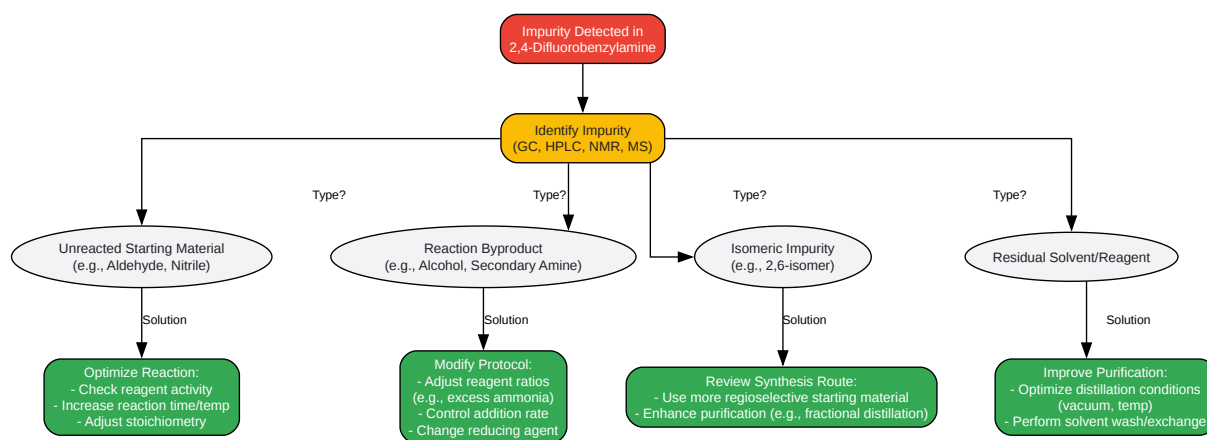 Impurity Detected in
2,4-Difluorobenzylamine
Identify Impurity
(GC, HPLC, NMR, MS)
Type?
Type?
Type?
Type?
Unreacted Starting Material
(e.g., Aldehyde, Nitrile)
Reaction Byproduct
(e.g., Alcohol, Secondary Amine)
Isomeric Impurity
(e.g., 2,6-isomer)
Residual Solvent/Reagent
Solution
Solution
Solution
Solution
Optimize Reaction:
- Check reagent activity
- Increase reaction time/temp
- Adjust stoichiometry
Modify Protocol:
- Adjust reagent ratios
(e.g., excess ammonia)
- Control addition rate
- Change reducing agent
Review Synthesis Route:
- Use more regioselective starting material
- Enhance purification (e.g., fractional distillation)
Improve Purification:
- Optimize distillation conditions
(vacuum, temp)
- Perform solvent wash/exchange